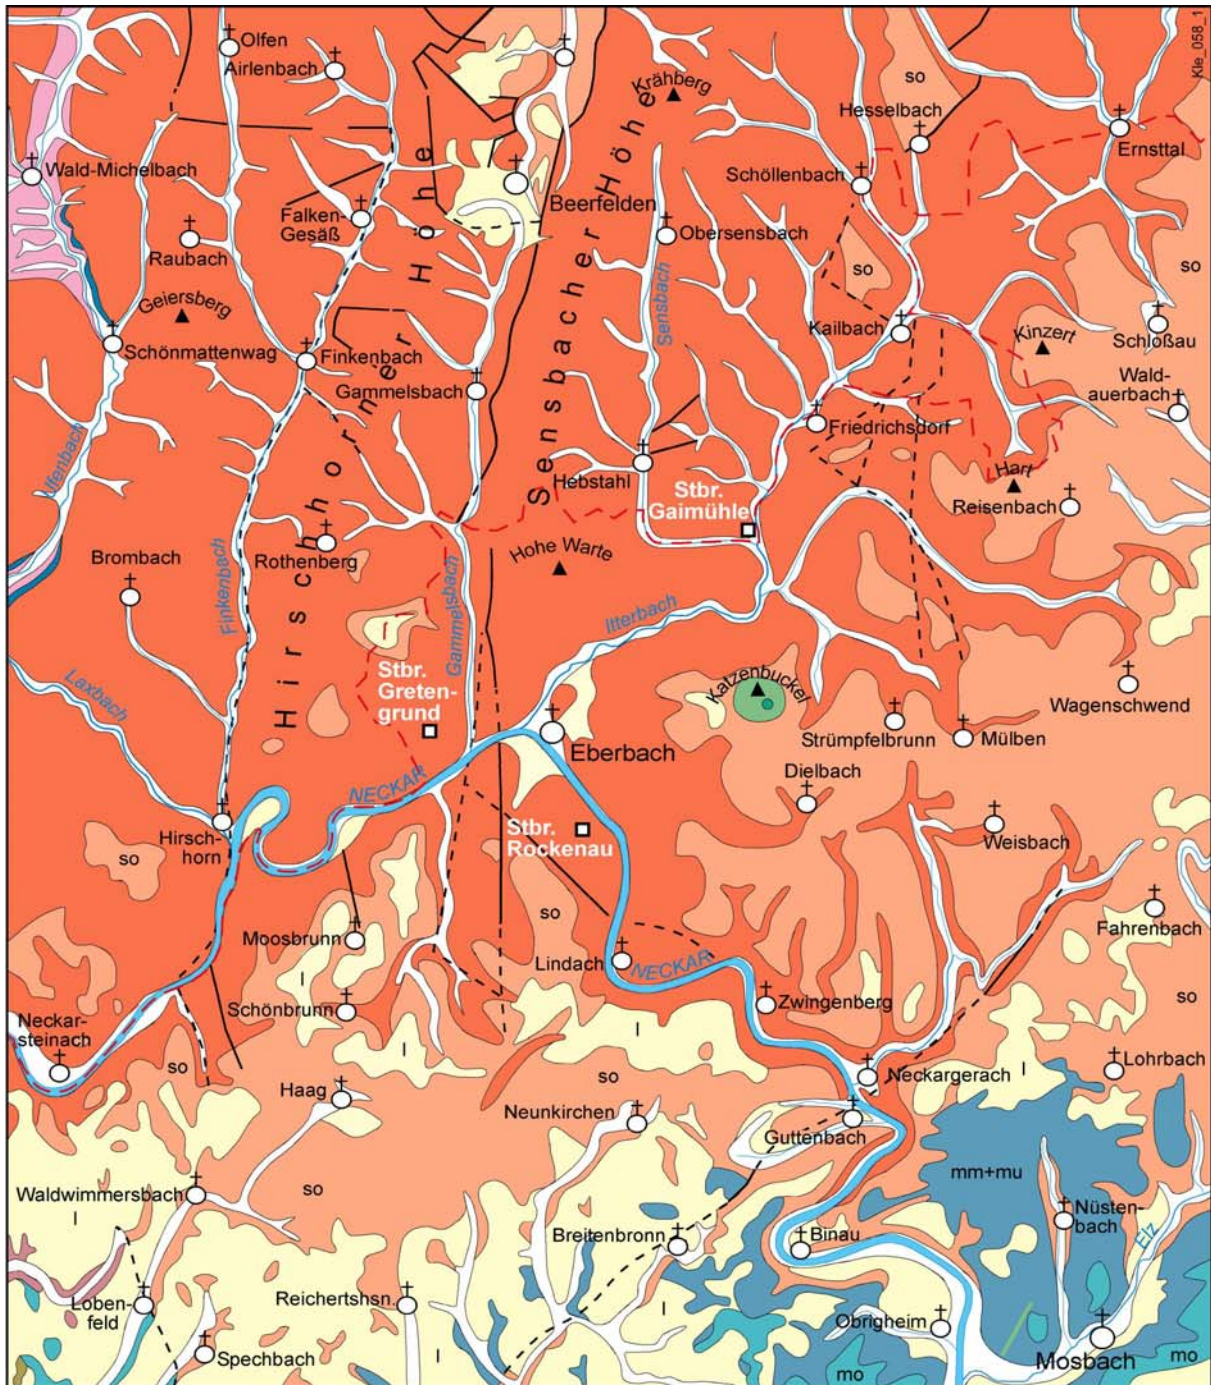 Kle_058_1
Olfen
Airlenbach
Krähberg
so
Hesselbach
Ernsttal
Wald-Michelbach
Schöllenbach
Falken-
Gesäß
Beerfelden
Raubach
Obersensbach
so
so
Geiersberg
Sensbach
Kailbach
Kinzert
Schloßau
Schönmattenwag
Finkenbach
Gammelsbach
Wald-
auerbach
Friedrichsdorf
Hirschhorner Höhe
Sensbacher Höhe
Ulfenbach
Hebstahl
Stbr.
Gaimühle
Hart
Reisenbach
Rothenberg
Hohe Warte
Brombach
Finkenbach
Gammelsbach
Itterbach
Laxbach
Stbr.
Greten-
grund
Katzenbuckel
Wagenschwend
Strümpfelbrunn
Mülben
Eberbach
NECKAR
Dielbach
Hirsch-
horn
Stbr.
Rockenau
Weisbach
so
so
Fahrenbach
Moosbrunn
Lindach
NECKAR
l
Schönbrunn
Zwingenberg
so
Neckar-
steinach
l
l
so
so
Neckargerach
l
Lohrbach
Haag
Neunkirchen
Guttenbach
mm+mu
Waldwimmersbach
so
l
Nüsten-
bach
Breitenbronn
Binau
Elz
Loben-
feld
Reichertshsn.
l
Obrigheim
Spechbach
l
Mosbach
mo
mo